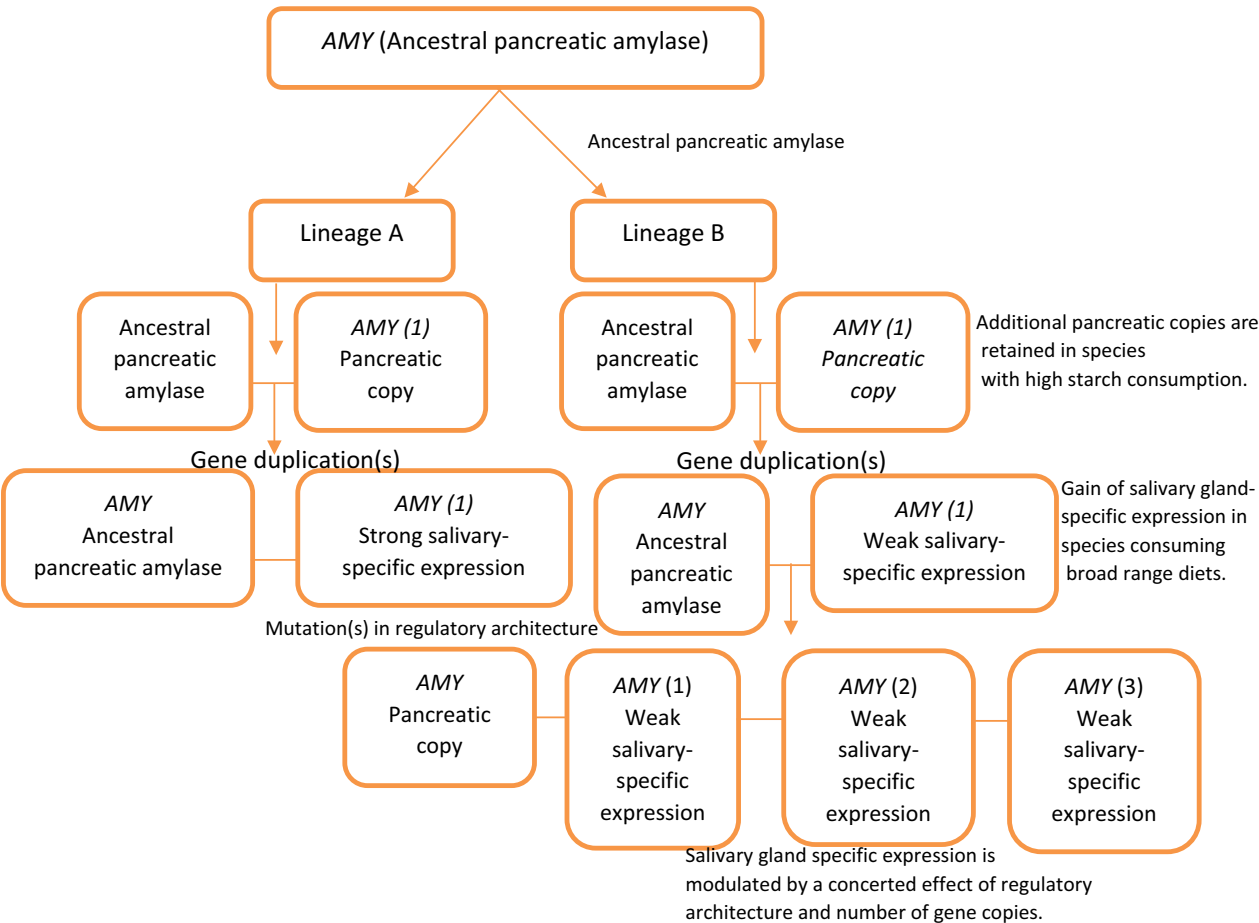 AMY (Ancestral pancreatic amylase)
Ancestral pancreatic amylase
Lineage A
Lineage B
Ancestral
pancreatic
amylase
AMY (1)
Pancreatic
copy
Ancestral
pancreatic
amylase
AMY (1)
Pancreatic
copy
Additional pancreatic copies are
retained in species
with high starch consumption.
Gene duplication(s)
Gene duplication(s)
AMY
Ancestral
pancreatic amylase
AMY (1)
Strong salivary-
specific expression
AMY
Ancestral
pancreatic
amylase
AMY (1)
Weak salivary-
specific expression
Gain of salivary gland-
specific expression in
species consuming
broad range diets.
Mutation(s) in regulatory architecture
AMY
Pancreatic
copy
AMY (1)
Weak
salivary-
specific
expression
AMY (2)
Weak
salivary-
specific
expression
AMY (3)
Weak
salivary-
specific
expression
Salivary gland specific expression is
modulated by a concerted effect of regulatory
architecture and number of gene copies.